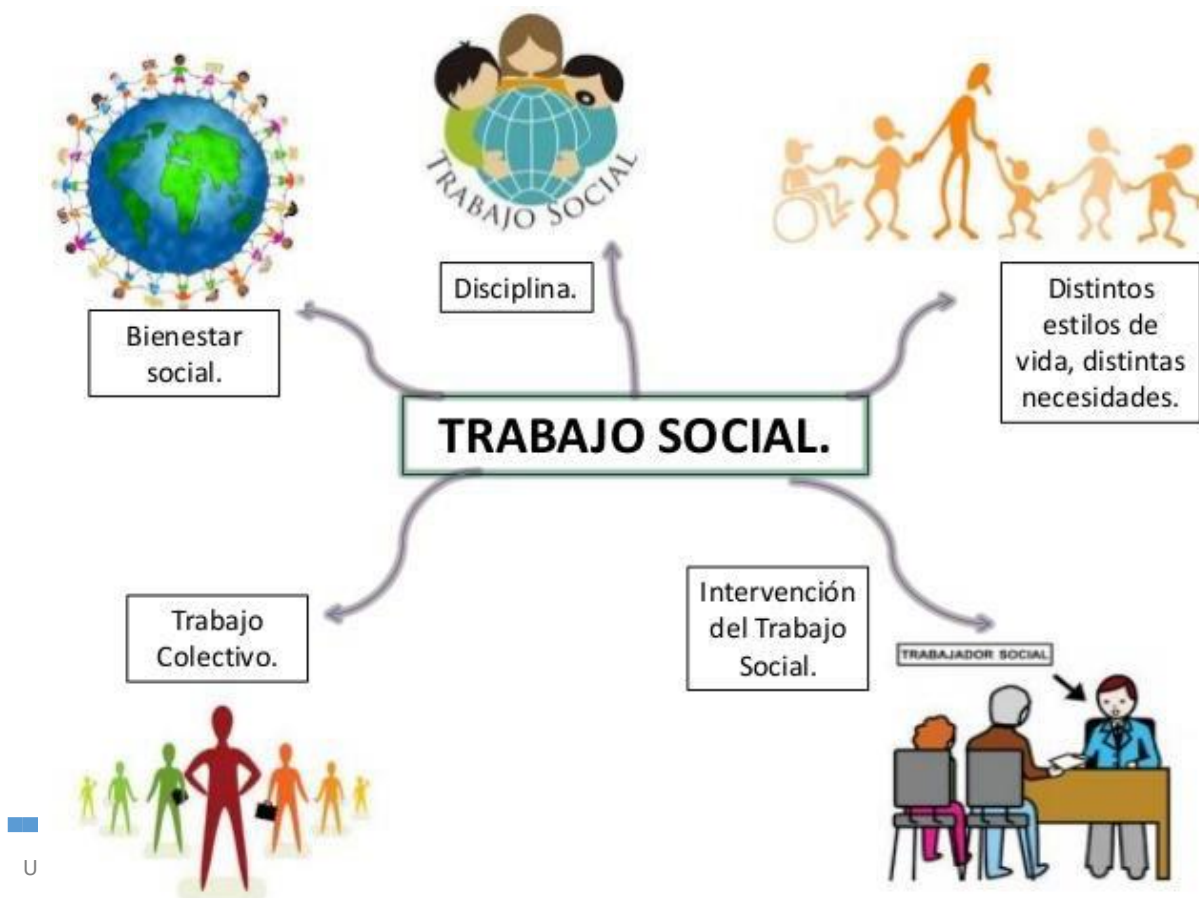 TRABAJO SOCIAL
Disciplina.
Bienestar
social.
Distintos
estilos de
vida, distintas
necesidades.
TRABAJO SOCIAL.
Trabajo
Colectivo.
Intervención
del Trabajo
Social.
TRABAJADOR SOCIAL
U